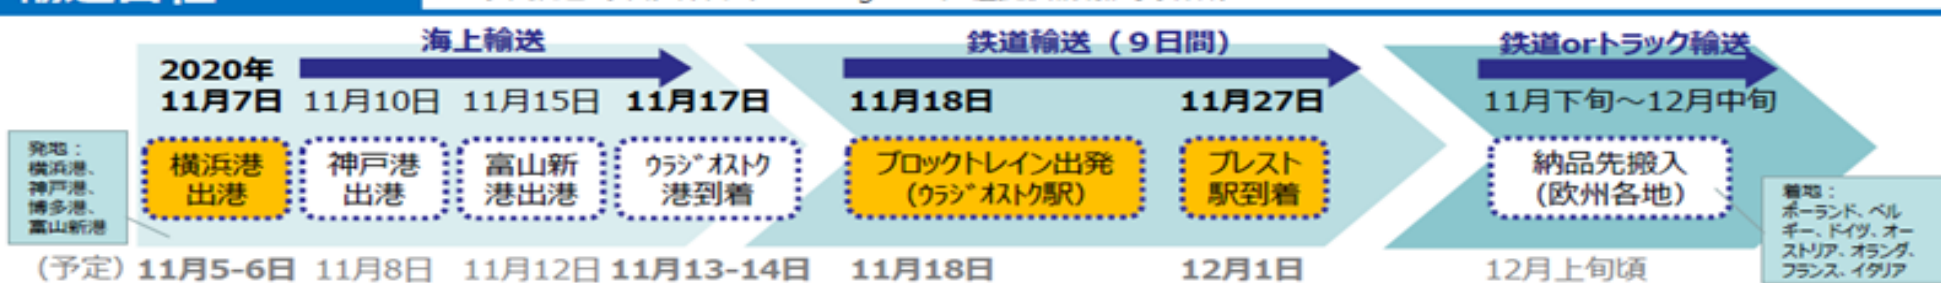 海上輸送
鉄道輸送（９日間）
鉄道orトラック輸送
2020年
11月7日 11月10日 11月15日 11月17日
11月18日
11月27日
11月下旬～12月中旬
発地：
横浜港、
神戸港、
博多港、
富山新港
横浜港
出港
神戸港
出港
富山新
港出港
ｳﾗｼﾞｵｽﾄｸ
港到着
ブロックトレイン出発
(ｳﾗｼﾞｵｽﾄｸ駅)
ブレスト
駅到着
納品先搬入
(欧州各地)
着地：
ポーランド、ベル
ギー、ドイツ、オー
ストリア、オランダ、
フランス、イタリア
(予定) 11月5-6日 11月8日 11月12日 11月13-14日 11月18日 12月1日 12月上旬頃